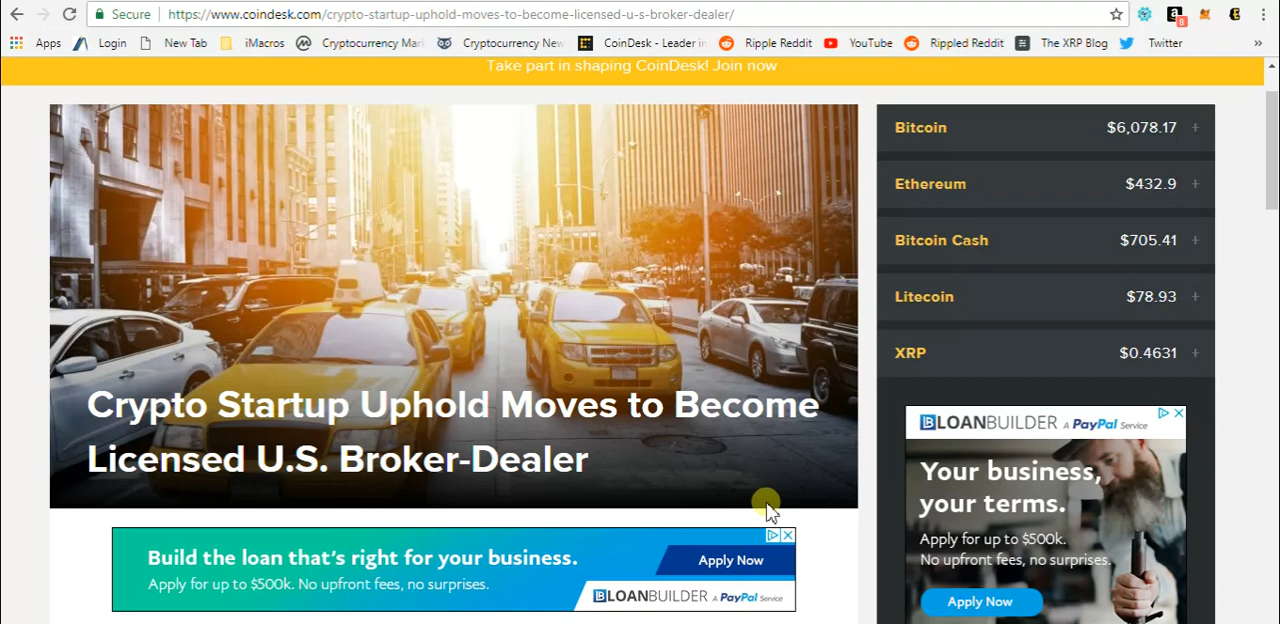 Secure | https://www.coindesk.com/crypto-startup-uphold-moves-to-become-licensed-u-s-broker-dealer/
8
Apps Login New Tab iMacros Cryptocurrency Mar Cryptocurrency New CoinDesk - Leader in Ripple Reddit YouTube Rippled Reddit The XRP Blog Twitter »
Take part in shaping CoinDesk! Join now
Crypto Startup Uphold Moves to Become
Licensed U.S. Broker-Dealer
Build the loan that's right for your business.
Apply for up to $500k. No upfront fees, no surprises.
Apply Now
LOANBUILDER A PayPal Service
Bitcoin $6,078.17 +
Ethereum $432.9 +
Bitcoin Cash $705.41 +
Litecoin $78.93 +
XRP $0.4631 +
LOANBUILDER A PayPal Service
Your business,
your terms.
Apply for up to $500k.
No upfront fees, no surprises.
Apply Now